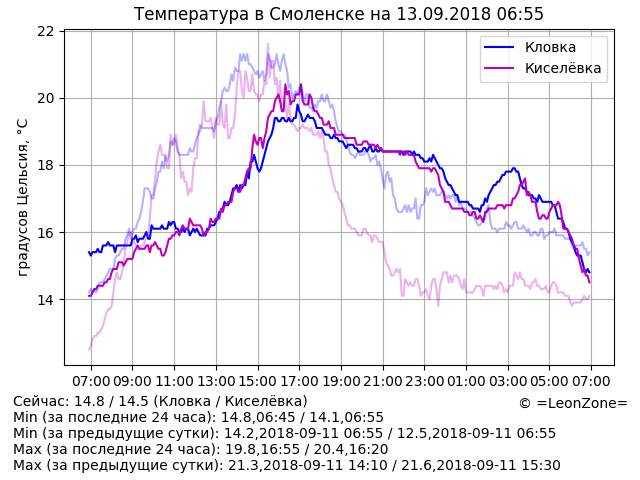 Температура в Смоленске на 13.09.2018 06:55
Кловка
Киселёвка
градусов Цельсия, °C
22
20
18
16
14
07:00 09:00 11:00 13:00 15:00 17:00 19:00 21:00 23:00 01:00 03:00 05:00 07:00
Сейчас: 14.8 / 14.5 (Кловка / Киселёвка)
© =LeonZone=
Min (за последние 24 часа): 14.8,06:45 / 14.1,06:55
Min (за предыдущие сутки): 14.2,2018-09-11 06:55 / 12.5,2018-09-11 06:55
Max (за последние 24 часа): 19.8,16:55 / 20.4,16:20
Max (за предыдущие сутки): 21.3,2018-09-11 14:10 / 21.6,2018-09-11 15:30